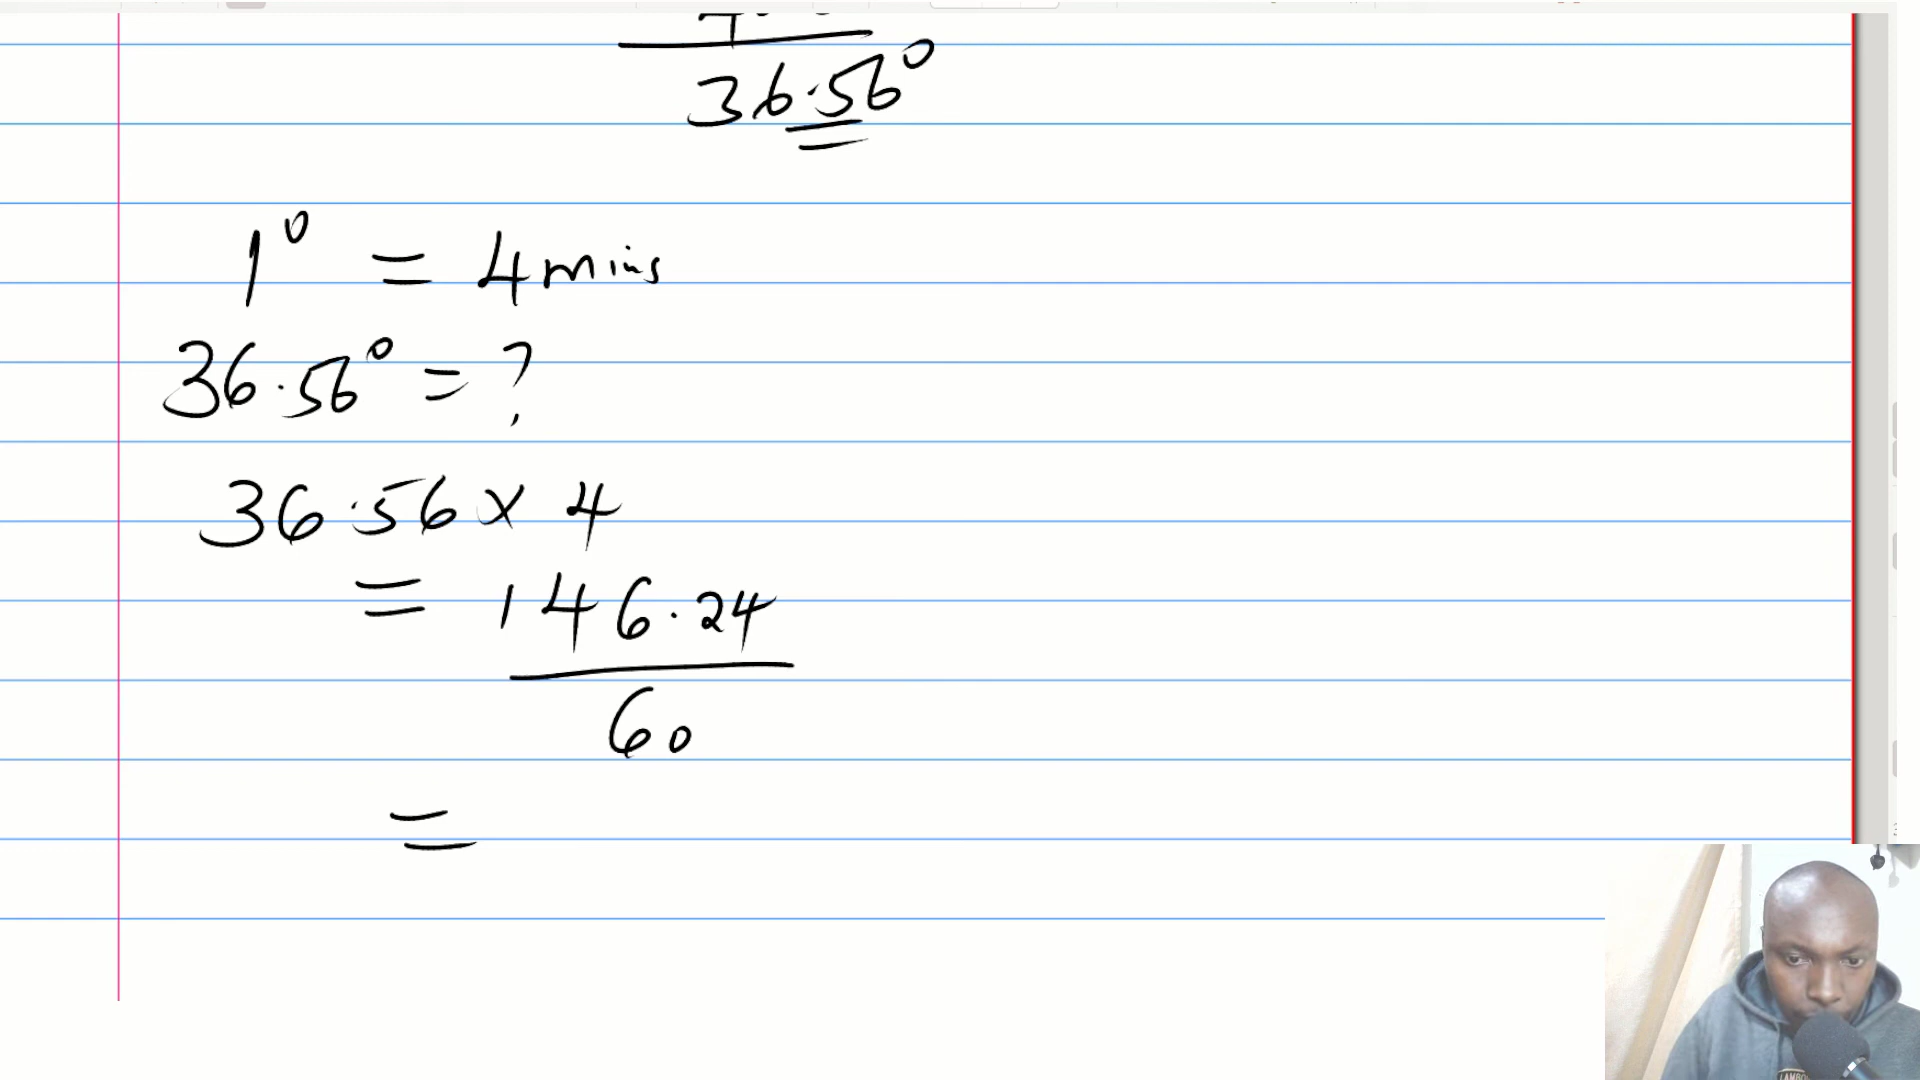 36.56°
1° = 4mins
36.56° = ?
36.56 x 4
= 146.24
60
=